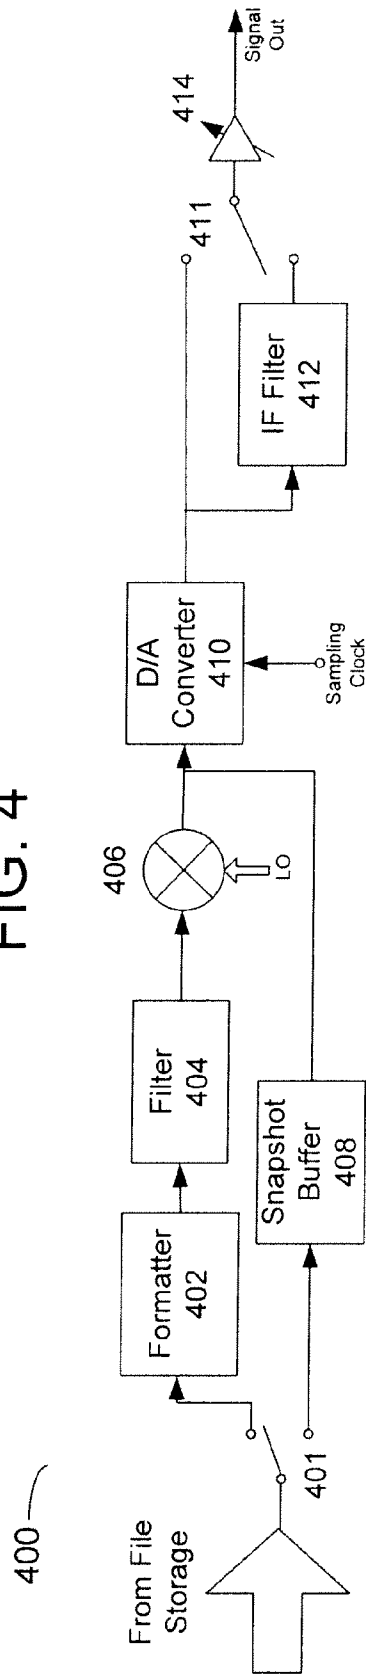 FIG. 4
400
From File
Storage
401
Formatter
402
Filter
404
406
LO
Snapshot
Buffer
408
D/A
Converter
410
Sampling
Clock
IF Filter
412
411
414
Signal
Out